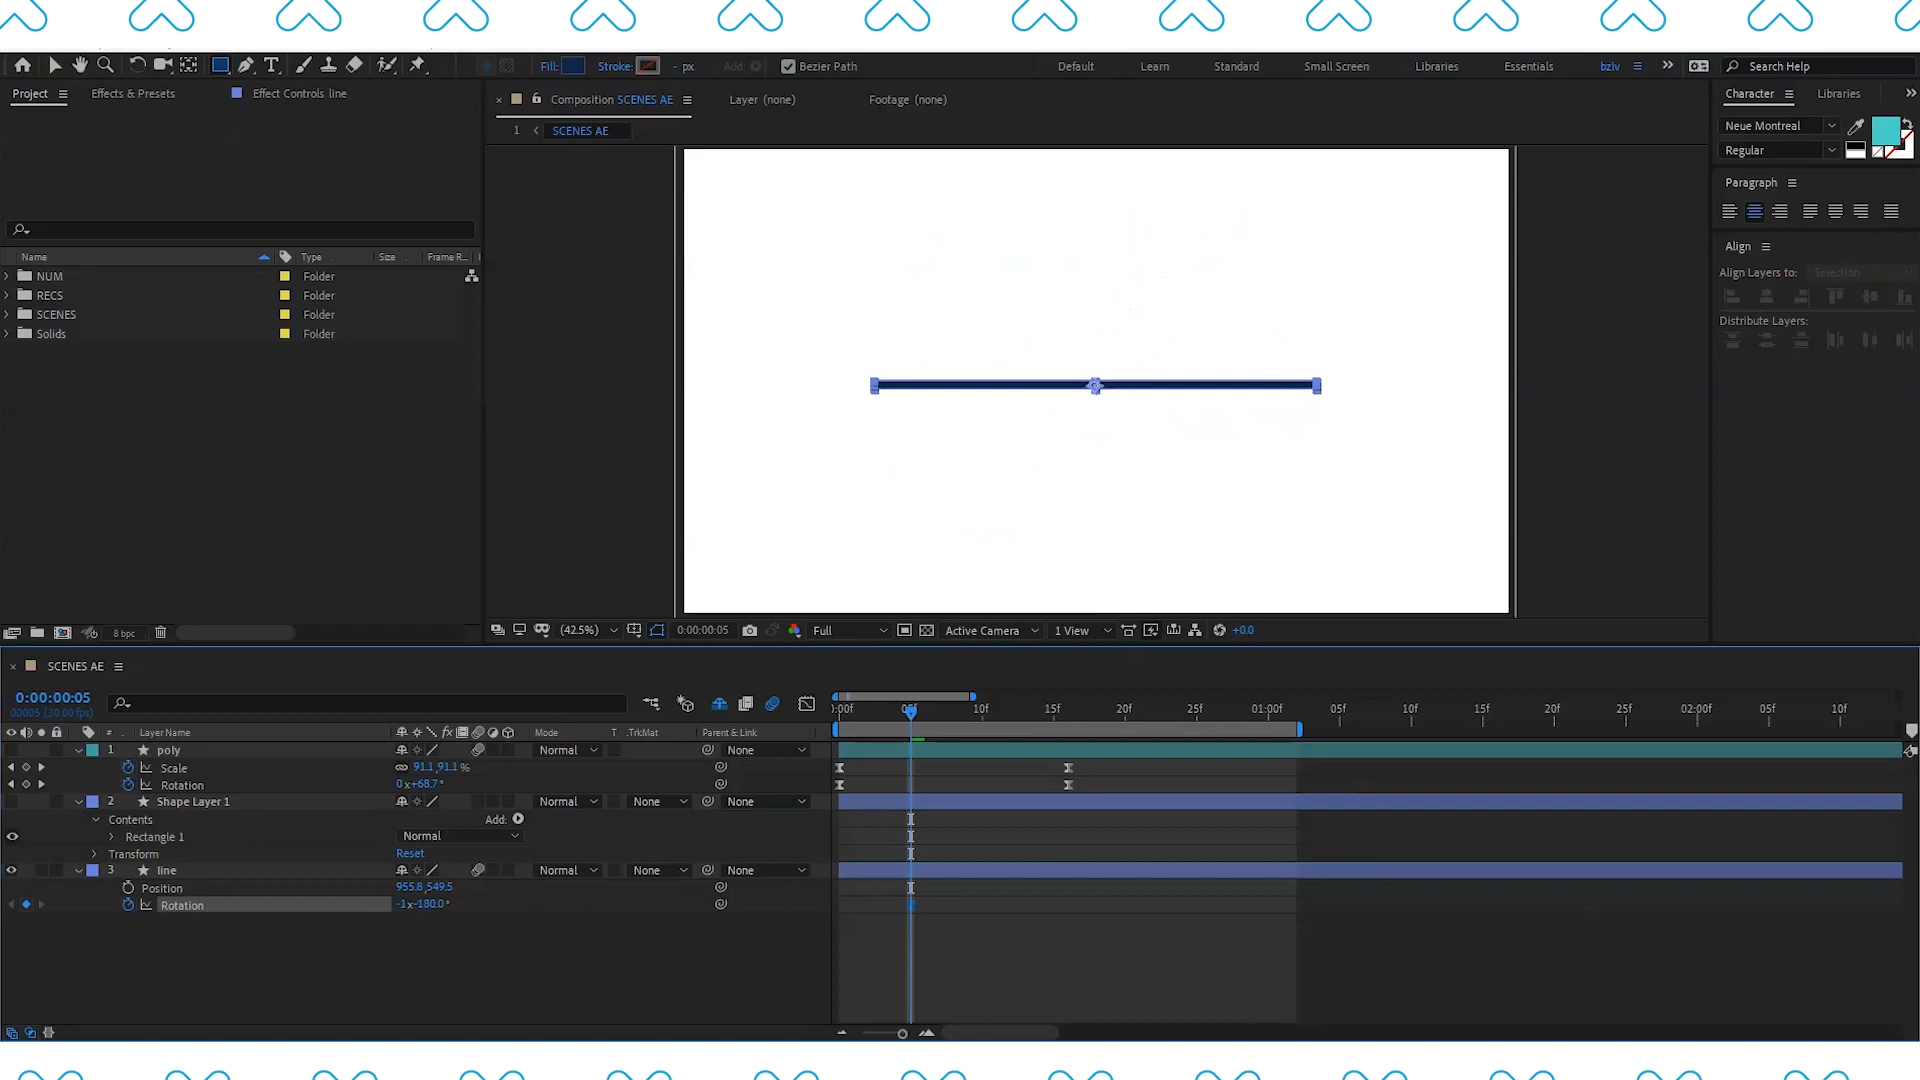 Fill: Stroke: - px Add: Bezier Path Default Learn Standard Small Screen Libraries Essentials bzlv Search Help
Project Effects & Presets Effect Controls line
Composition SCENES AE Layer (none) Footage (none)
1 SCENES AE
Character Libraries
Neue Montreal
Regular
Paragraph
Align
Align Layers to: Selection
Distribute Layers:
Name Type Size Frame R...
NUM Folder
RECS Folder
SCENES Folder
Solids Folder
8 bpc
(42.5%) 0:00:00:05 Full Active Camera 1 View +0.0
SCENES AE
0:00:00:05
00005 (30.00 fps)
:00f 05f 10f 15f 20f 25f 01:00f 05f 10f 15f 20f 25f 02:00f 05f 10f
# Layer Name Mode T .TrkMat Parent & Link
1 poly Normal None
Scale 91.1,91.1 %
Rotation 0x+68.7°
2 Shape Layer 1 Normal None None
Contents Add:
Rectangle 1 Normal
Transform Reset
3 line Normal None None
Position 955.8,549.5
Rotation -1x-180.0°